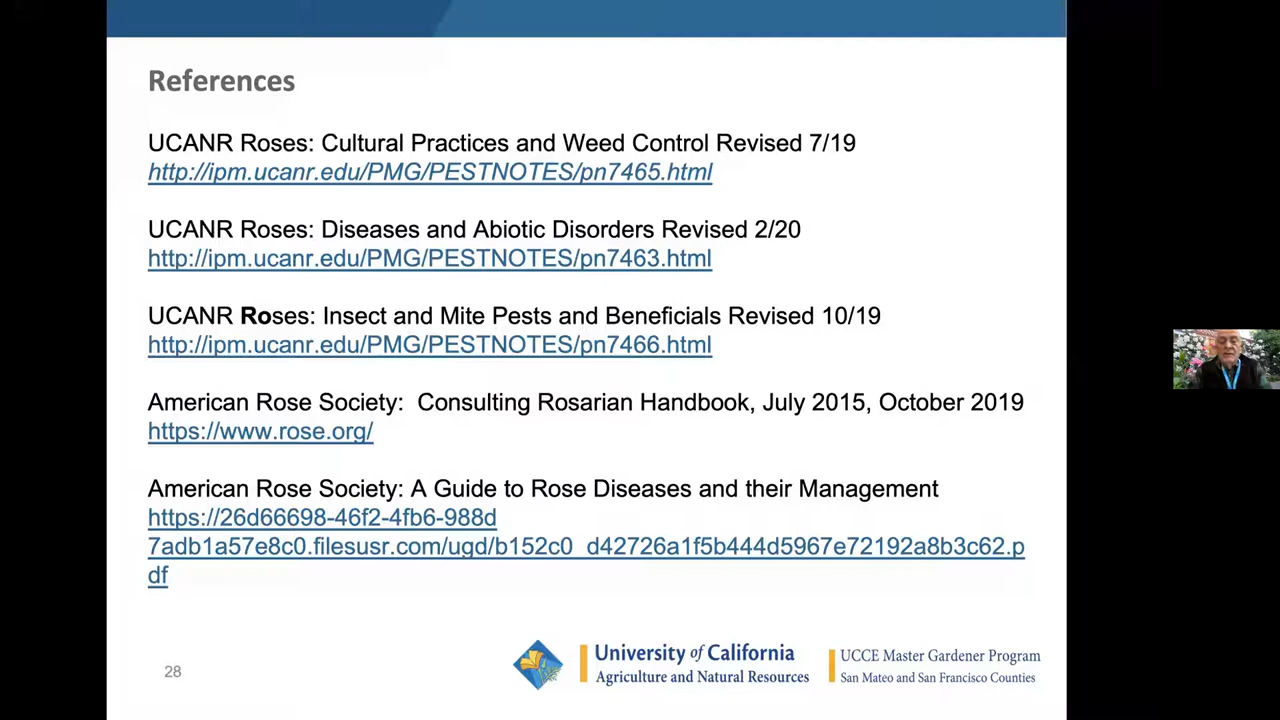 References
UCANR Roses: Cultural Practices and Weed Control Revised 7/19
http://ipm.ucanr.edu/PMG/PESTNOTES/pn7465.html
UCANR Roses: Diseases and Abiotic Disorders Revised 2/20
http://ipm.ucanr.edu/PMG/PESTNOTES/pn7463.html
UCANR Roses: Insect and Mite Pests and Beneficials Revised 10/19
http://ipm.ucanr.edu/PMG/PESTNOTES/pn7466.html
American Rose Society:  Consulting Rosarian Handbook, July 2015, October 2019
https://www.rose.org/
American Rose Society: A Guide to Rose Diseases and their Management
https://26d66698-46f2-4fb6-988d
7adb1a57e8c0.filesusr.com/ugd/b152c0_d42726a1f5b444d5967e72192a8b3c62.p
df
28
University of California
Agriculture and Natural Resources
UCCE Master Gardener Program
San Mateo and San Francisco Counties